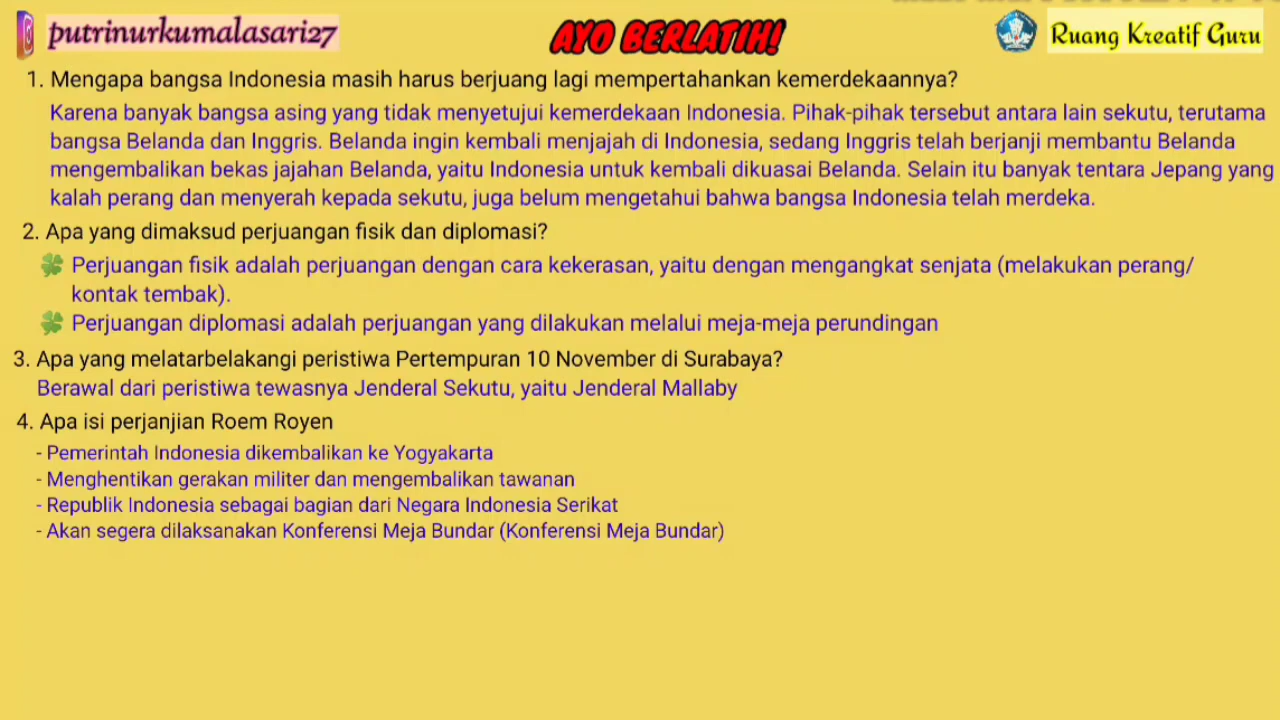 putrinurkumalasari27
AYO BERLATIH!
Ruang Kreatif Guru
1. Mengapa bangsa Indonesia masih harus berjuang lagi mempertahankan kemerdekaannya?
Karena banyak bangsa asing yang tidak menyetujui kemerdekaan Indonesia. Pihak-pihak tersebut antara lain sekutu, terutama
bangsa Belanda dan Inggris. Belanda ingin kembali menjajah di Indonesia, sedang Inggris telah berjanji membantu Belanda
mengembalikan bekas jajahan Belanda, yaitu Indonesia untuk kembali dikuasai Belanda. Selain itu banyak tentara Jepang yang
kalah perang dan menyerah kepada sekutu, juga belum mengetahui bahwa bangsa Indonesia telah merdeka.
2. Apa yang dimaksud perjuangan fisik dan diplomasi?
Perjuangan fisik adalah perjuangan dengan cara kekerasan, yaitu dengan mengangkat senjata (melakukan perang/
kontak tembak).
Perjuangan diplomasi adalah perjuangan yang dilakukan melalui meja-meja perundingan
3. Apa yang melatarbelakangi peristiwa Pertempuran 10 November di Surabaya?
Berawal dari peristiwa tewasnya Jenderal Sekutu, yaitu Jenderal Mallaby
4. Apa isi perjanjian Roem Royen
- Pemerintah Indonesia dikembalikan ke Yogyakarta
- Menghentikan gerakan militer dan mengembalikan tawanan
- Republik Indonesia sebagai bagian dari Negara Indonesia Serikat
- Akan segera dilaksanakan Konferensi Meja Bundar (Konferensi Meja Bundar)